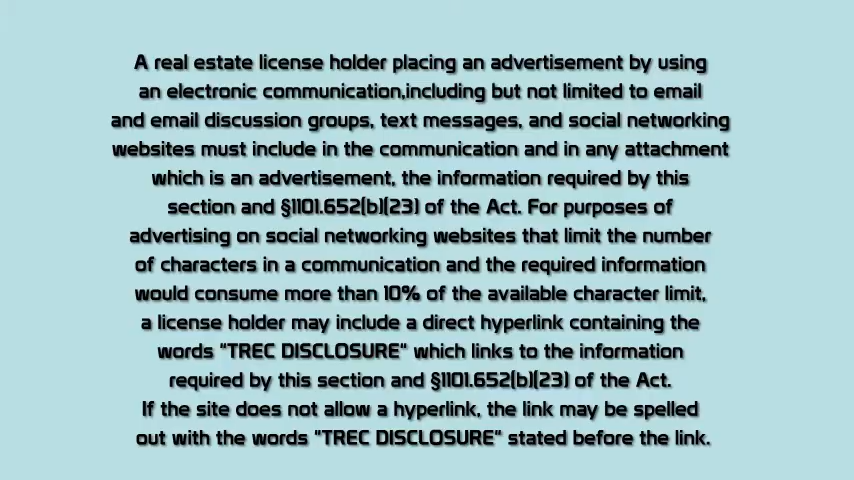 A real estate license holder placing an advertisement by using
an electronic communication,including but not limited to email
and email discussion groups, text messages, and social networking
websites must include in the communication and in any attachment
which is an advertisement, the information required by this
section and §1101.652(b)(23) of the Act. For purposes of
advertising on social networking websites that limit the number
of characters in a communication and the required information
would consume more than 10% of the available character limit,
a license holder may include a direct hyperlink containing the
words "TREC DISCLOSURE" which links to the information
required by this section and §1101.652(b)(23) of the Act.
If the site does not allow a hyperlink, the link may be spelled
out with the words "TREC DISCLOSURE" stated before the link.